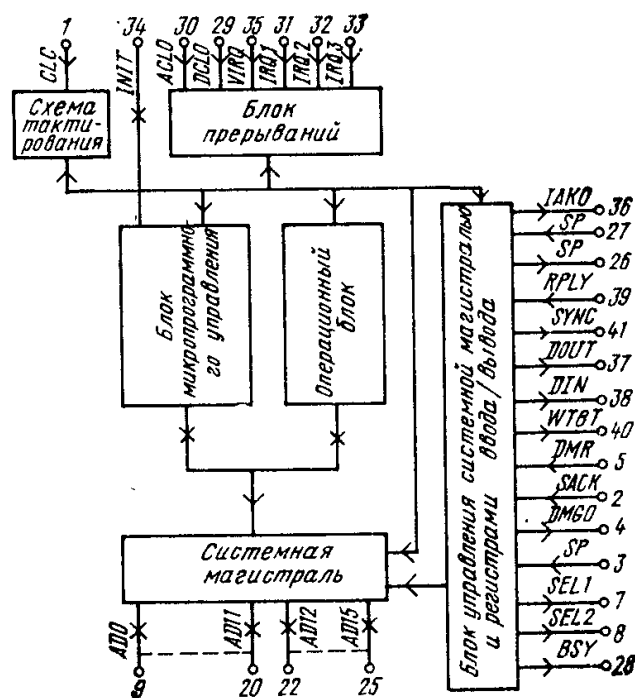 1
34
30
29
35
31
32
33
CLC
INIT
ACLO
DCLO
VIRQ
IRQ1
IRQ2
IRQ3
Схема
такти-
рования
Блок
прерываний
Блок
микропрограммно-
го управления
Операционный
блок
Блок управления системной магистралью
и регистрами ввода/вывода
IAKO 36
SP 27
SP 26
RPLY 39
SYNC 41
DOUT 37
DIN 38
WTBT 40
DMR 5
SACK 2
DMGO 4
SP 3
SEL1 7
SEL2 8
BSY 28
Системная
магистраль
AD0
AD11
AD12
AD15
9
20
22
25